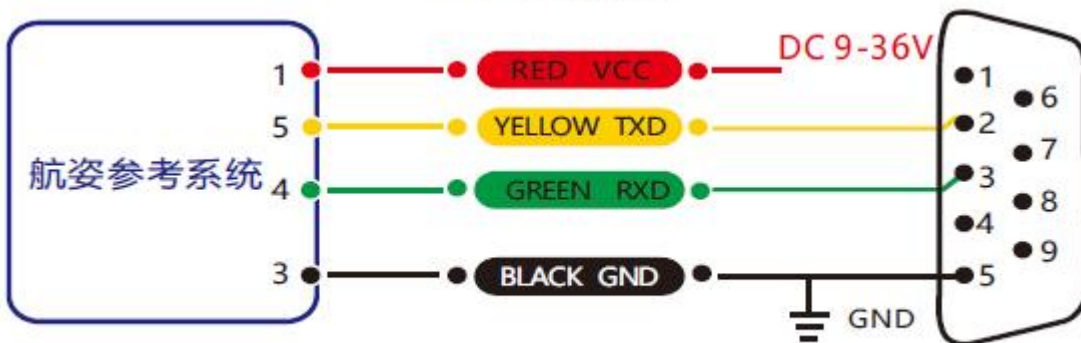 DC 9-36V
1
RED VCC
1
6
5
YELLOW TXD
2
7
航姿参考系统
4
GREEN RXD
3
8
4
9
3
BLACK GND
5
GND